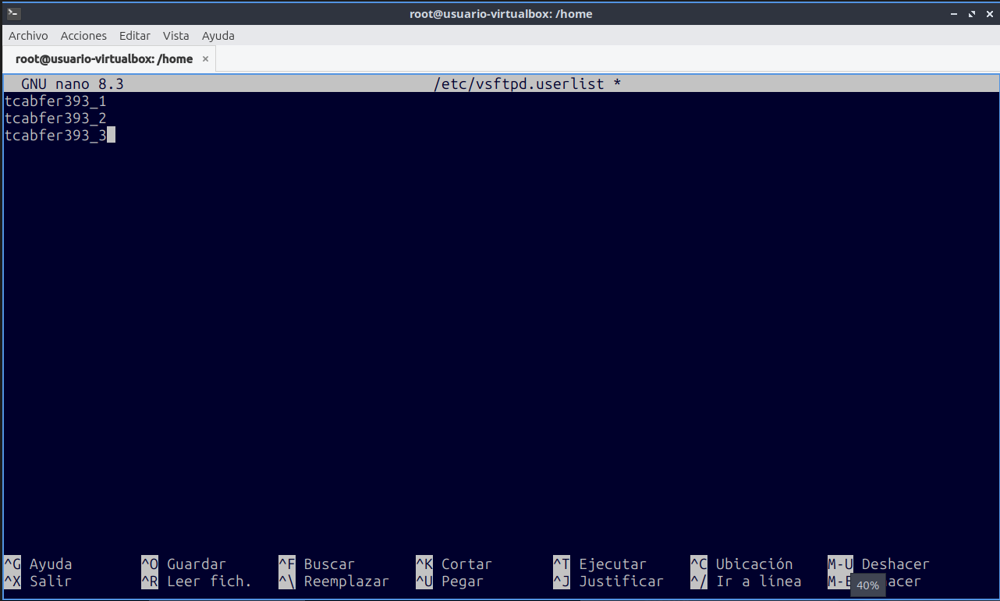 root@usuario-virtualbox: /home
Archivo Acciones Editar Vista Ayuda
root@usuario-virtualbox: /home ×
GNU nano 8.3 /etc/vsftpd.userlist *
tcabfer393_1
tcabfer393_2
tcabfer393_3
^G Ayuda ^O Guardar ^F Buscar ^K Cortar ^T Ejecutar ^C Ubicación M-U Deshacer
^X Salir ^R Leer fich. ^\ Reemplazar ^U Pegar ^J Justificar ^/ Ir a línea M-E hacer
40%